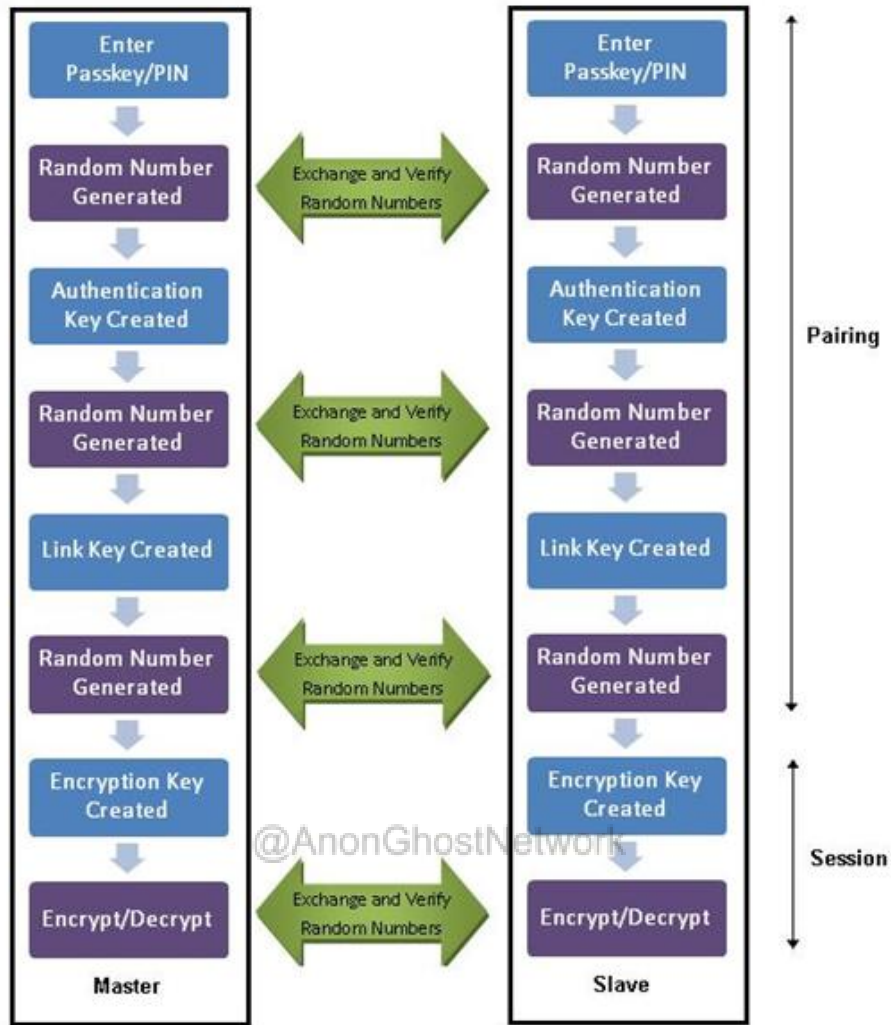 Enter
Passkey/PIN
Random Number
Generated
Authentication
Key Created
Random Number
Generated
Link Key Created
Random Number
Generated
Encryption Key
Created
Encrypt/Decrypt
Master
Exchange and Verify
Random Numbers
Exchange and Verify
Random Numbers
Exchange and Verify
Random Numbers
@AnonGhostNetwork
Exchange and Verify
Random Numbers
Enter
Passkey/PIN
Random Number
Generated
Authentication
Key Created
Random Number
Generated
Link Key Created
Random Number
Generated
Encryption Key
Created
Encrypt/Decrypt
Slave
Pairing
Session